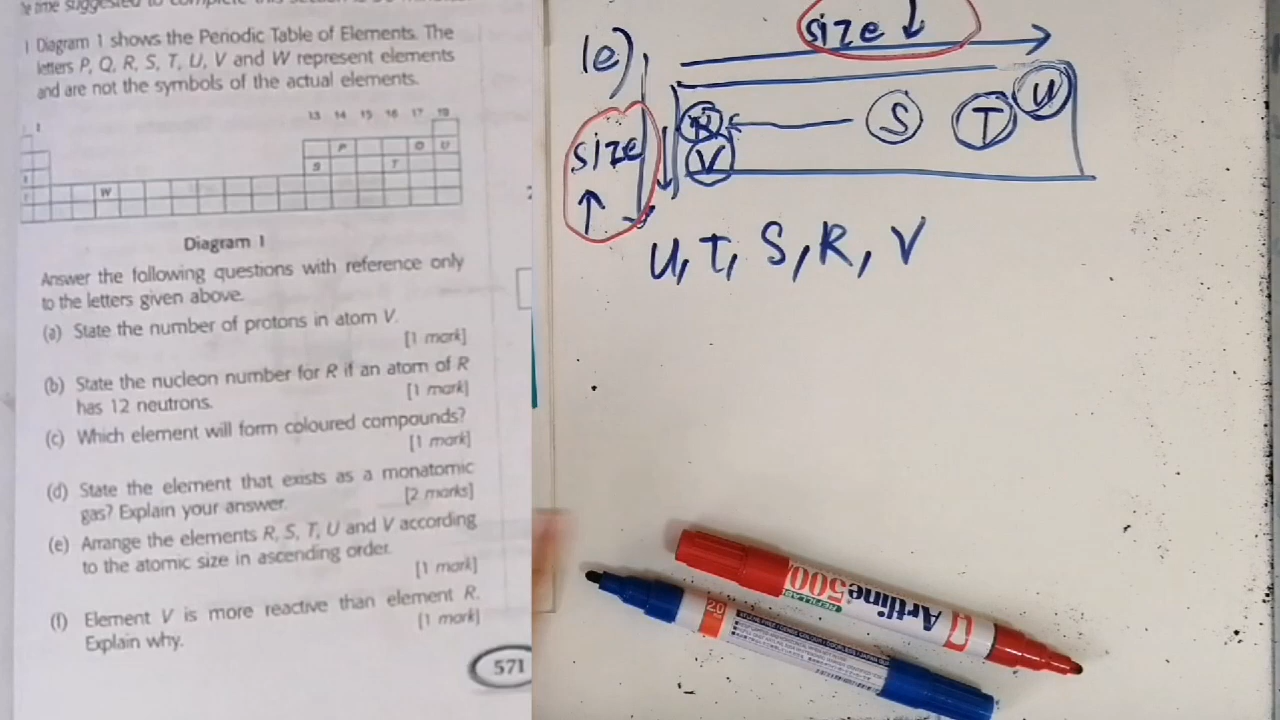 1 Diagram 1 shows the Periodic Table of Elements. The
letters P, Q, R, S, T, U, V and W represent elements
and are not the symbols of the actual elements.
1 13 14 15 16 17 18
P Q U
S T
W
Diagram 1
Answer the following questions with reference only
to the letters given above.
(a) State the number of protons in atom V.
[1 mark]
(b) State the nucleon number for R if an atom of R
has 12 neutrons. [1 mark]
(c) Which element will form coloured compounds?
[1 mark]
(d) State the element that exists as a monatomic
gas? Explain your answer. [2 marks]
(e) Arrange the elements R, S, T, U and V according
to the atomic size in ascending order.
[1 mark]
(f) Element V is more reactive than element R.
Explain why. [1 mark]
571
1e)
size ↓
size
↑
R S T U
V
U, T, S, R, V
Artline 500
2.0